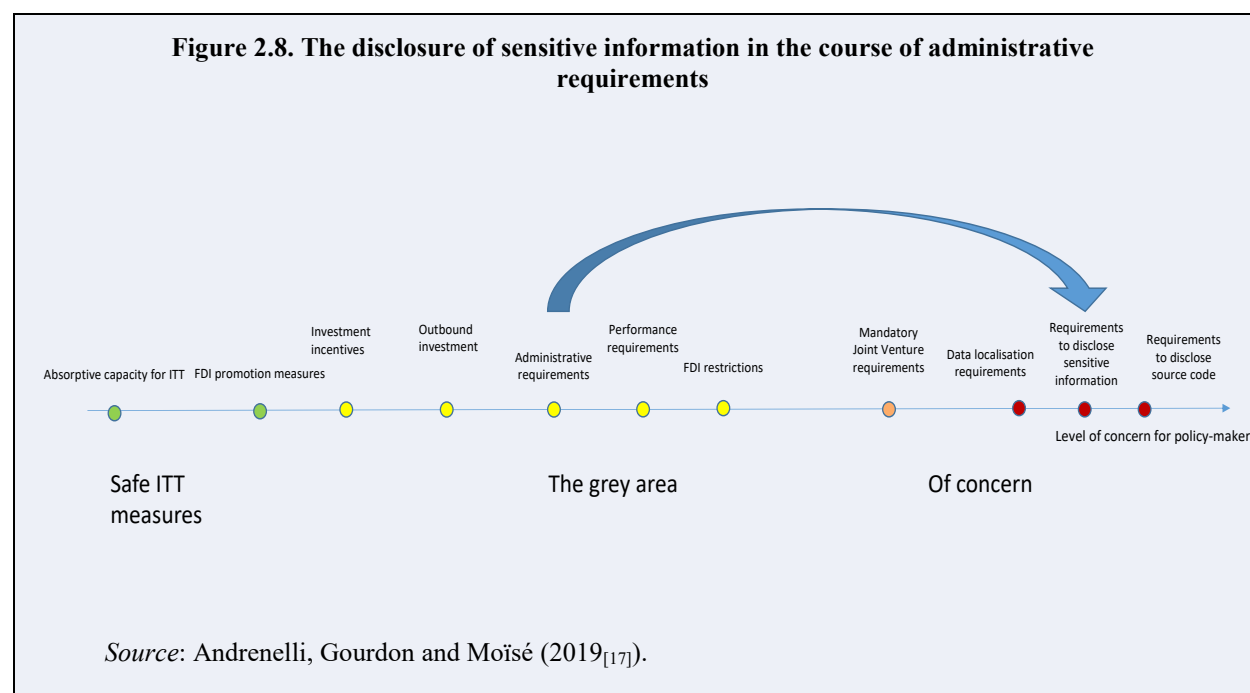 Figure 2.8. The disclosure of sensitive information in the course of administrative
requirements
Absorptive capacity for ITT
FDI promotion measures
Investment
incentives
Outbound
investment
Administrative
requirements
Performance
requirements
FDI restrictions
Mandatory
Joint Venture
requirements
Data localisation
requirements
Requirements
to disclose
sensitive
information
Requirements
to disclose
source code
Level of concern for policy-maker
Safe ITT
measures
The grey area
Of concern
Source: Andrenelli, Gourdon and Moïsé (2019[17]).